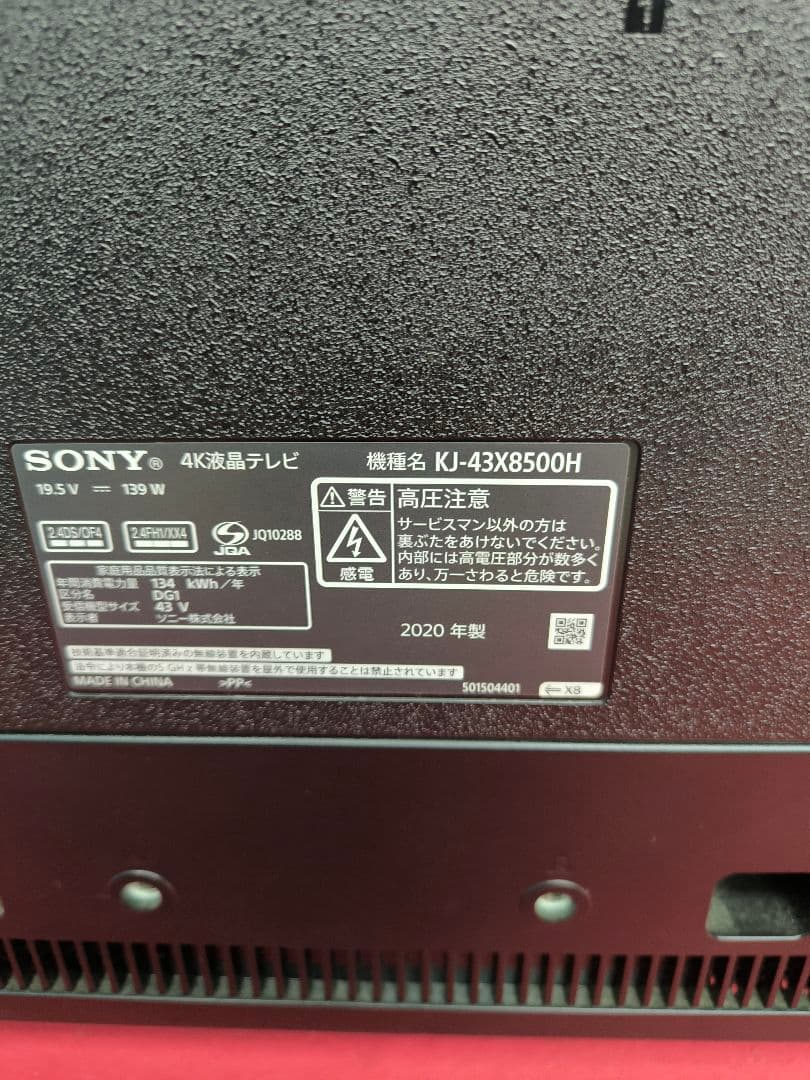 SONY® 4K液晶テレビ 機種名 KJ-43X8500H
19.5 V ⎓ 139 W
2.4DS/OF4 2.4FH1/XX4 JQA JQ10288
家庭用品品質表示法による表示
年間消費電力量 134 kWh／年
区分名 DG1
受信機型サイズ 43 V
表示者 ソニー株式会社
⚠警告 高圧注意
感電
サービスマン以外の方は
裏ぶたをあけないでください。
内部には高電圧部分が数多く
あり、万一さわると危険です。
2020 年製
技術基準適合証明済みの無線装置を内蔵しています
法令により本機の5 GHz 帯無線装置を屋外で使用することは禁止されています
MADE IN CHINA >PP< 501504401 ⇐ X8